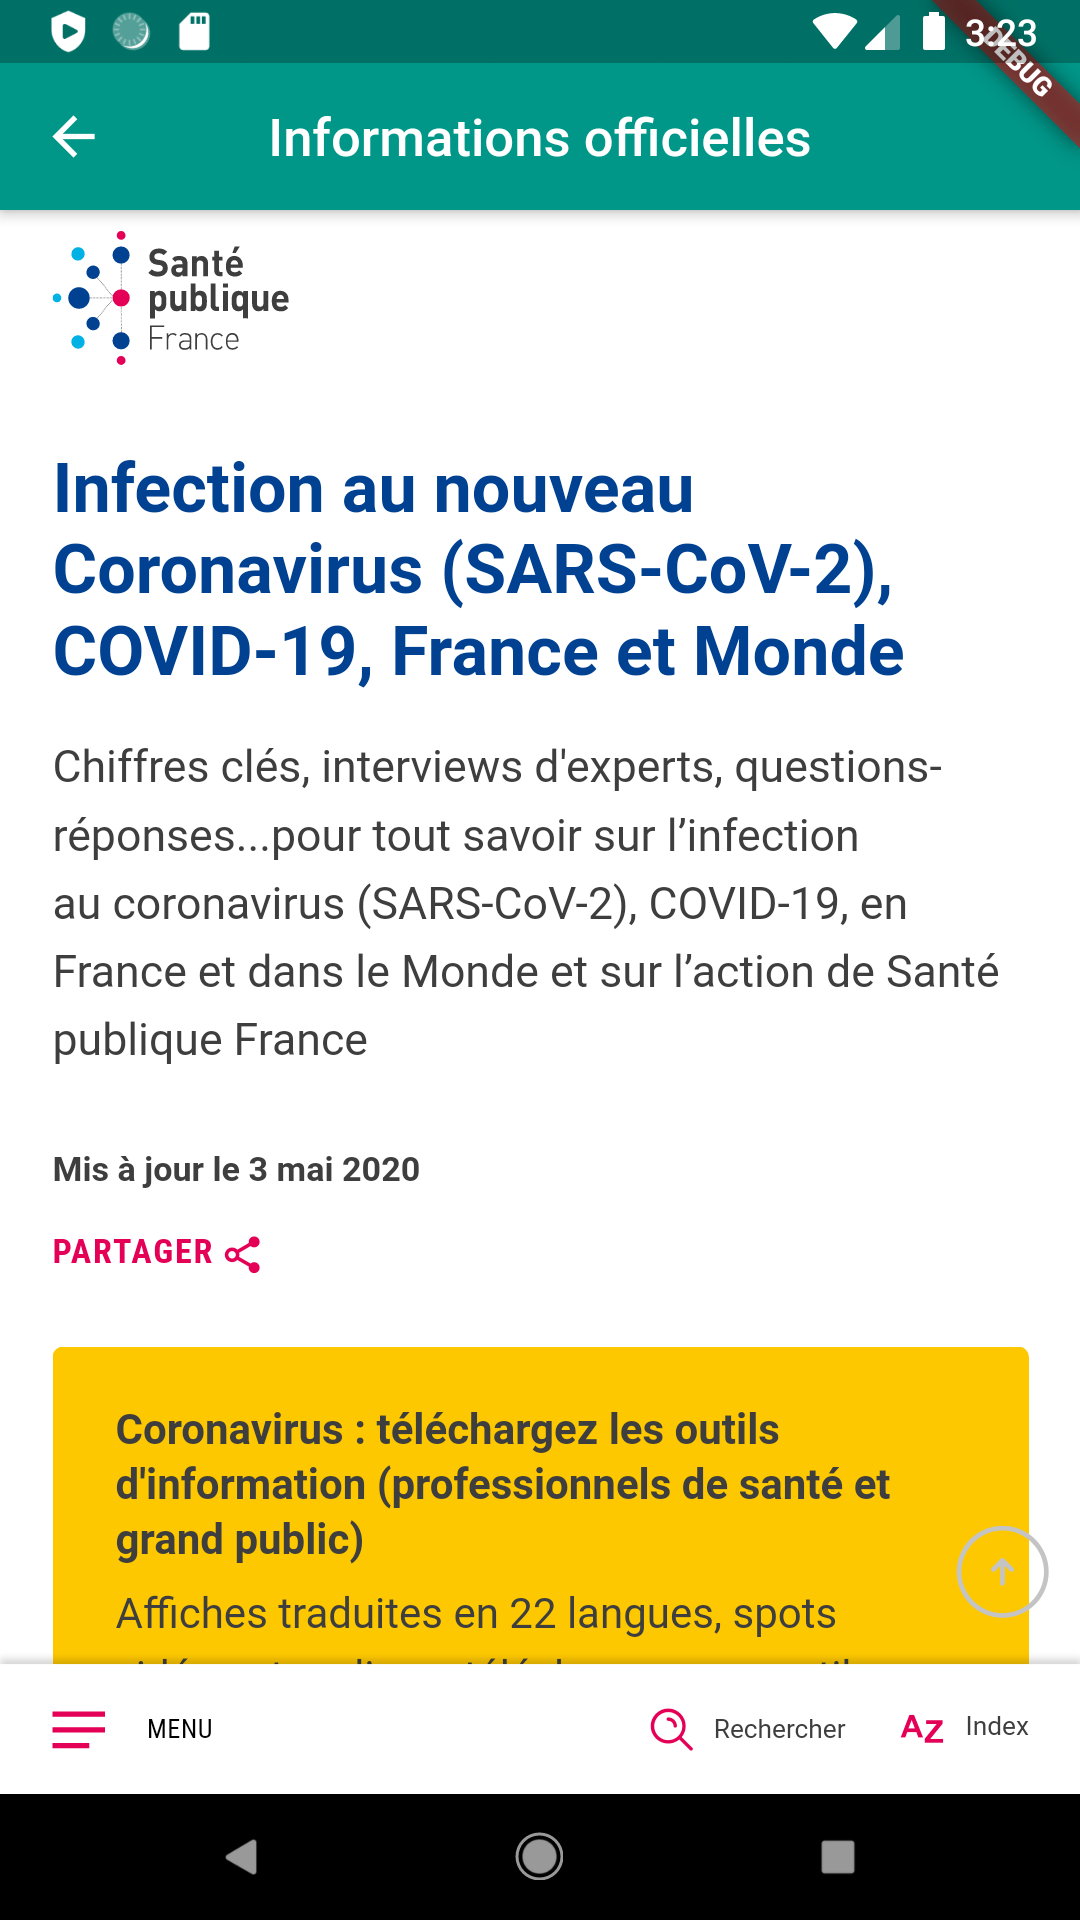 3:23
DEBUG
Informations officielles
Santé
publique
France
Infection au nouveau
Coronavirus (SARS-CoV-2),
COVID-19, France et Monde
Chiffres clés, interviews d'experts, questions-
réponses...pour tout savoir sur l’infection
au coronavirus (SARS-CoV-2), COVID-19, en
France et dans le Monde et sur l’action de Santé
publique France
Mis à jour le 3 mai 2020
PARTAGER
Coronavirus : téléchargez les outils
d'information (professionnels de santé et
grand public)
Affiches traduites en 22 langues, spots
MENU
Rechercher
AZ Index